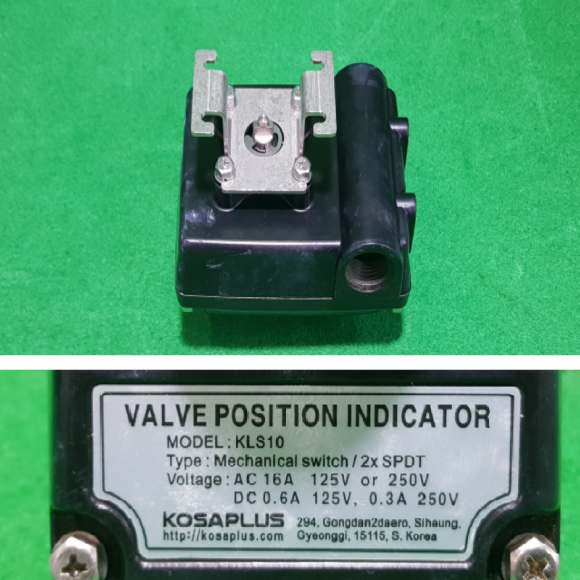 VALVE POSITION INDICATOR
MODEL : KLS10
Type : Mechanical switch / 2x SPDT
Voltage : AC 16A 125V or 250V
DC 0.6A 125V, 0.3A 250V
KOSAPLUS 294, Gongdan2daero, Sihaung,
http://kosaplus.com Gyeonggi, 15115, S. Korea